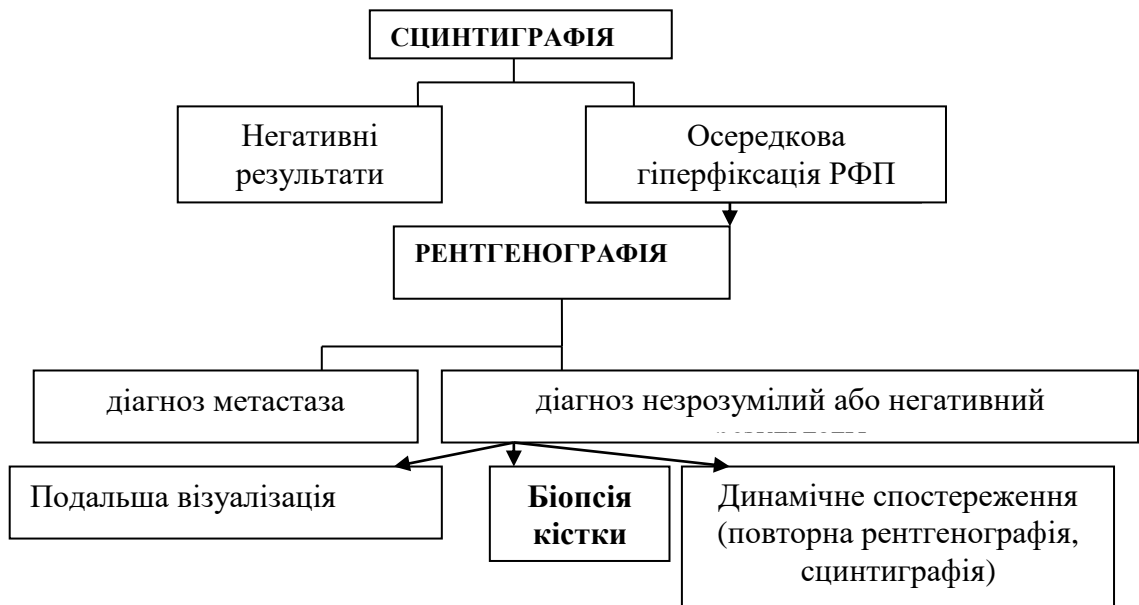 СЦИНТИГРАФІЯ
Негативні
результати
Осередкова
гіперфіксація РФП
РЕНТГЕНОГРАФІЯ
діагноз метастаза
діагноз незрозумілий або негативний
Подальша візуалізація
Біопсія
кістки
Динамічне спостереження
(повторна рентгенографія,
сцинтиграфія)